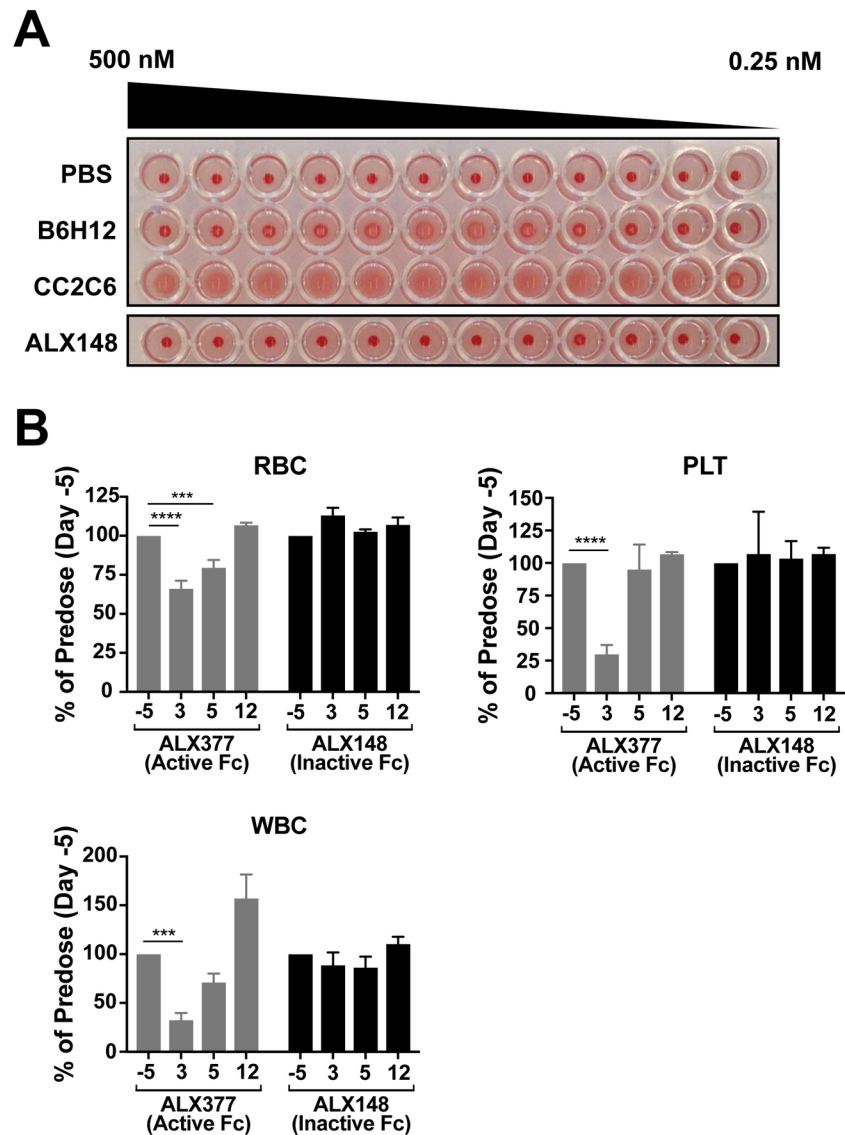 A
500 nM 0.25 nM
PBS
B6H12
CC2C6
ALX148
B
RBC
% of Predose (Day -5)
125
100
75
50
25
0
***
****
-5 3 5 12 -5 3 5 12
ALX377 ALX148
(Active Fc) (Inactive Fc)
PLT
% of Predose (Day -5)
150
125
100
75
50
25
0
****
-5 3 5 12 -5 3 5 12
ALX377 ALX148
(Active Fc) (Inactive Fc)
WBC
% of Predose (Day -5)
200
150
100
50
0
***
-5 3 5 12 -5 3 5 12
ALX377 ALX148
(Active Fc) (Inactive Fc)